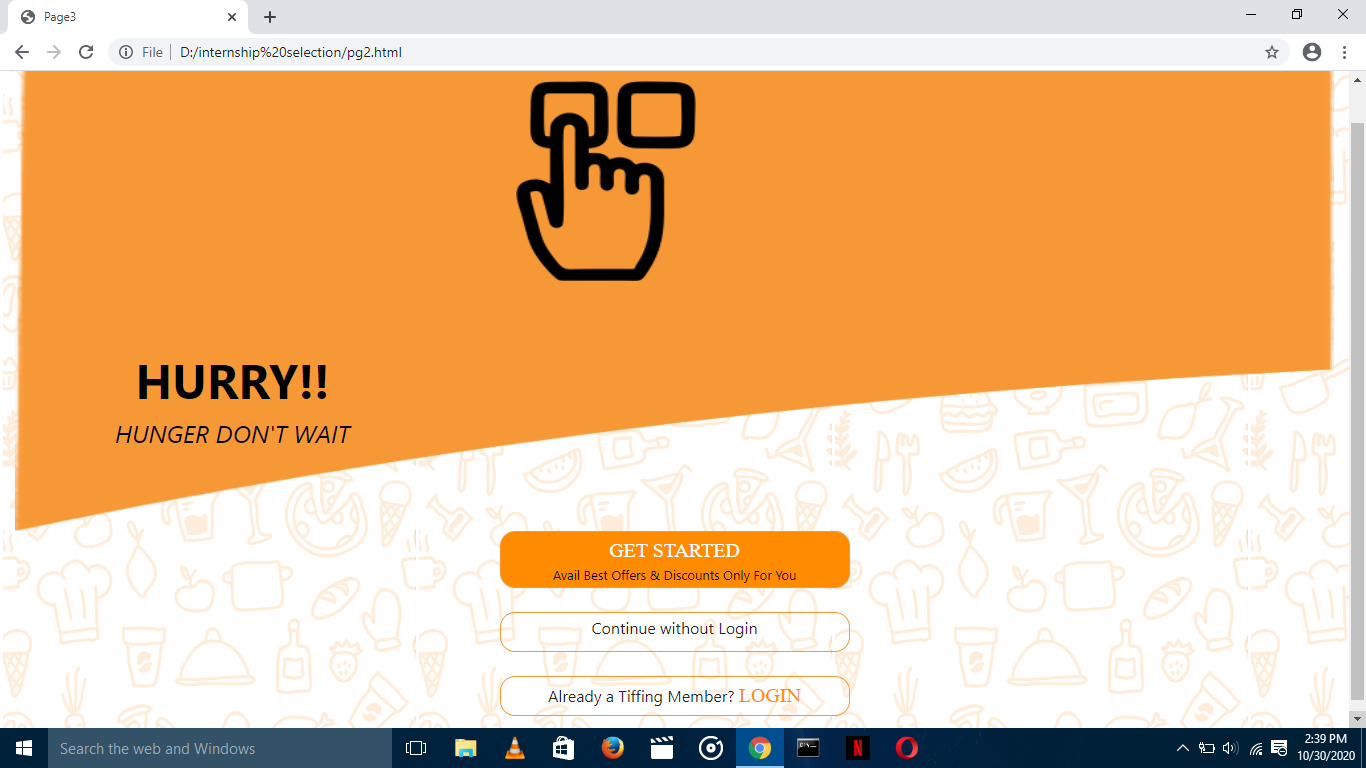 Page3
File
D:/internship%20selection/pg2.html
HURRY!!
HUNGER DON'T WAIT
GET STARTED
Avail Best Offers & Discounts Only For You
Continue without Login
Already a Tiffing Member? LOGIN
Search the web and Windows
N
2:39 PM
10/30/2020